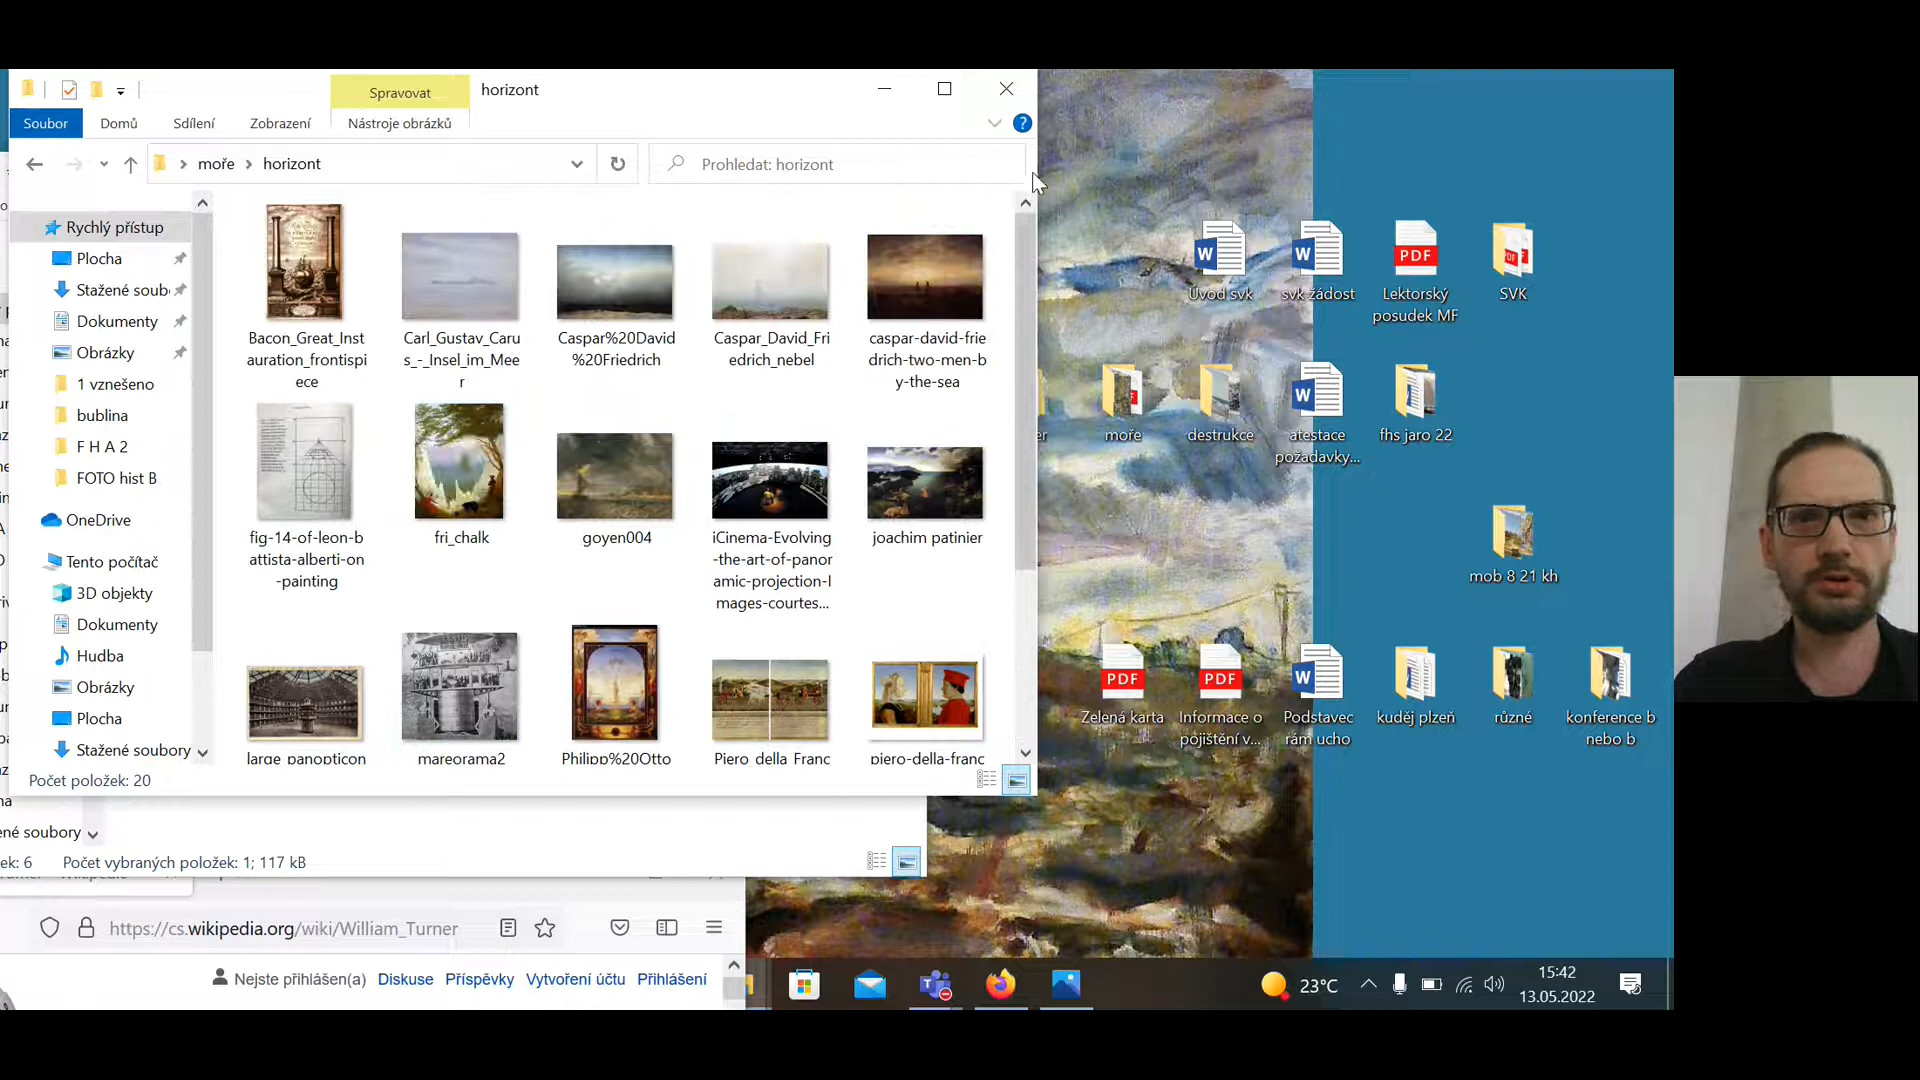 Spravovat
horizont
Soubor
Domů
Sdílení
Zobrazení
Nástroje obrázků
moře
horizont
Prohledat: horizont
Rychlý přístup
Plocha
Stažené soub
Dokumenty
Obrázky
1 vznešeno
bublina
F H A 2
FOTO hist B
OneDrive
Tento počítač
3D objekty
Dokumenty
Hudba
Obrázky
Plocha
Stažené soubory
Bacon_Great_Inst
auration_frontispi
ece
Carl_Gustav_Caru
s_-_Insel_im_Mee
r
Caspar%20David
%20Friedrich
Caspar_David_Fri
edrich_nebel
caspar-david-frie
drich-two-men-b
y-the-sea
fig-14-of-leon-b
attista-alberti-on
-painting
fri_chalk
goyen004
iCinema-Evolving
-the-art-of-panor
amic-projection-I
mages-courtes...
joachim patinier
large_panopticon
mareorama2
Philipp%20Otto
Piero della Franc
piero-della-franc
Počet položek: 20
ené soubory
ek: 6
Počet vybraných položek: 1; 117 kB
https://cs.wikipedia.org/wiki/William_Turner
Nejste přihlášen(a)
Diskuse
Příspěvky
Vytvoření účtu
Přihlášení
Úvod svk
svk žádost
PDF
Lektorský
posudek MF
SVK
er
moře
destrukce
atestace
požadavky...
fhs jaro 22
mob 8 21 kh
PDF
Zelená karta
PDF
Informace o
pojištění v...
Podstavec
rám ucho
kuděj plzeň
různé
konference b
nebo b
23°C
15:42
13.05.2022